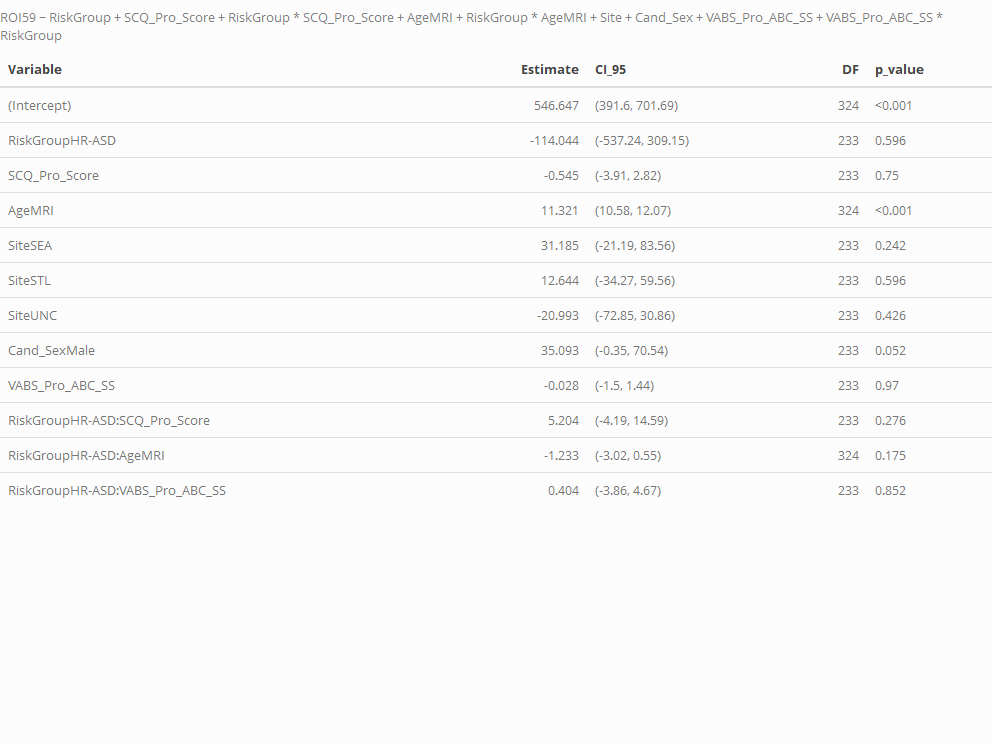 ROI59 ~ RiskGroup + SCQ_Pro_Score + RiskGroup * SCQ_Pro_Score + AgeMRI + RiskGroup * AgeMRI + Site + Cand_Sex + VABS_Pro_ABC_SS + VABS_Pro_ABC_SS *
RiskGroup
Variable Estimate CI_95 DF p_value
(Intercept) 546.647 (391.6, 701.69) 324 <0.001
RiskGroupHR-ASD -114.044 (-537.24, 309.15) 233 0.596
SCQ_Pro_Score -0.545 (-3.91, 2.82) 233 0.75
AgeMRI 11.321 (10.58, 12.07) 324 <0.001
SiteSEA 31.185 (-21.19, 83.56) 233 0.242
SiteSTL 12.644 (-34.27, 59.56) 233 0.596
SiteUNC -20.993 (-72.85, 30.86) 233 0.426
Cand_SexMale 35.093 (-0.35, 70.54) 233 0.052
VABS_Pro_ABC_SS -0.028 (-1.5, 1.44) 233 0.97
RiskGroupHR-ASD:SCQ_Pro_Score 5.204 (-4.19, 14.59) 233 0.276
RiskGroupHR-ASD:AgeMRI -1.233 (-3.02, 0.55) 324 0.175
RiskGroupHR-ASD:VABS_Pro_ABC_SS 0.404 (-3.86, 4.67) 233 0.852